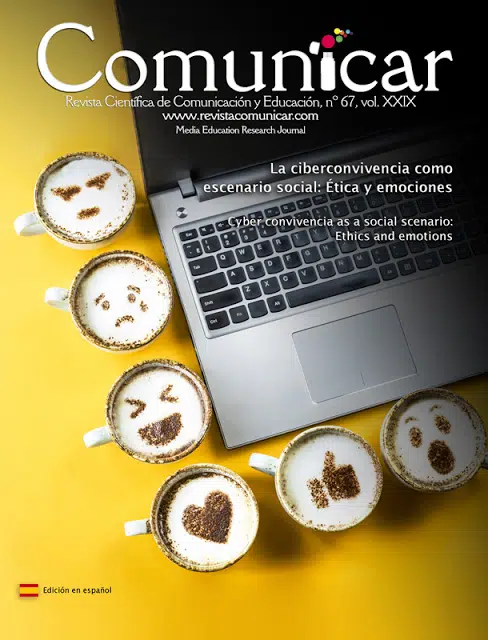 Comunicar
Revista Científica de Comunicación y Educación, nº 67, vol. XXIX
www.revistacomunicar.com
Media Education Research Journal
La ciberconvivencia como
escenario social: Ética y emociones
Cyber convivencia as a social scenario:
Ethics and emotions
Edición en español